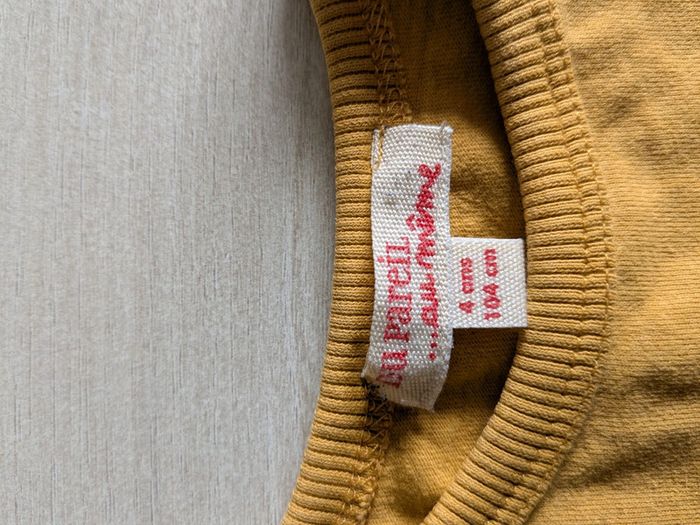 DU PAREIL
...au même
4 ans
104 cm